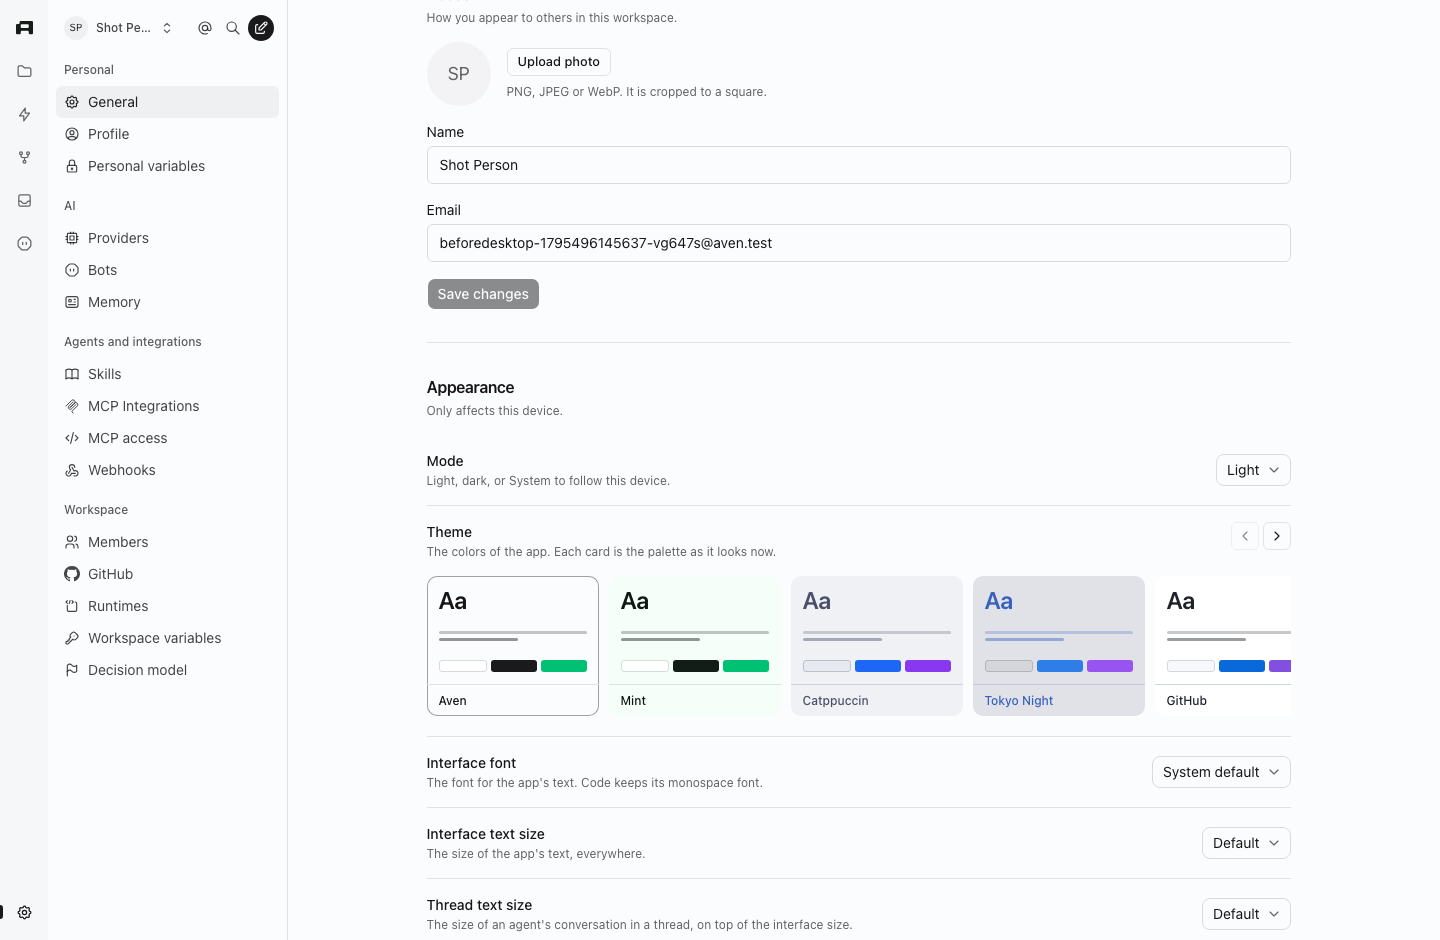 SP
Shot Pe...
Personal
General
Profile
Personal variables
AI
Providers
Bots
Memory
Agents and integrations
Skills
MCP Integrations
MCP access
Webhooks
Workspace
Members
GitHub
Runtimes
Workspace variables
Decision model
How you appear to others in this workspace.
SP
Upload photo
PNG, JPEG or WebP. It is cropped to a square.
Name
Shot Person
Email
beforedesktop-1795496145637-vg647s@aven.test
Save changes
Appearance
Only affects this device.
Mode
Light, dark, or System to follow this device.
Light
Theme
The colors of the app. Each card is the palette as it looks now.
Aa
Aven
Aa
Mint
Aa
Catppuccin
Aa
Tokyo Night
Aa
GitHub
Interface font
The font for the app's text. Code keeps its monospace font.
System default
Interface text size
The size of the app's text, everywhere.
Default
Thread text size
The size of an agent's conversation in a thread, on top of the interface size.
Default